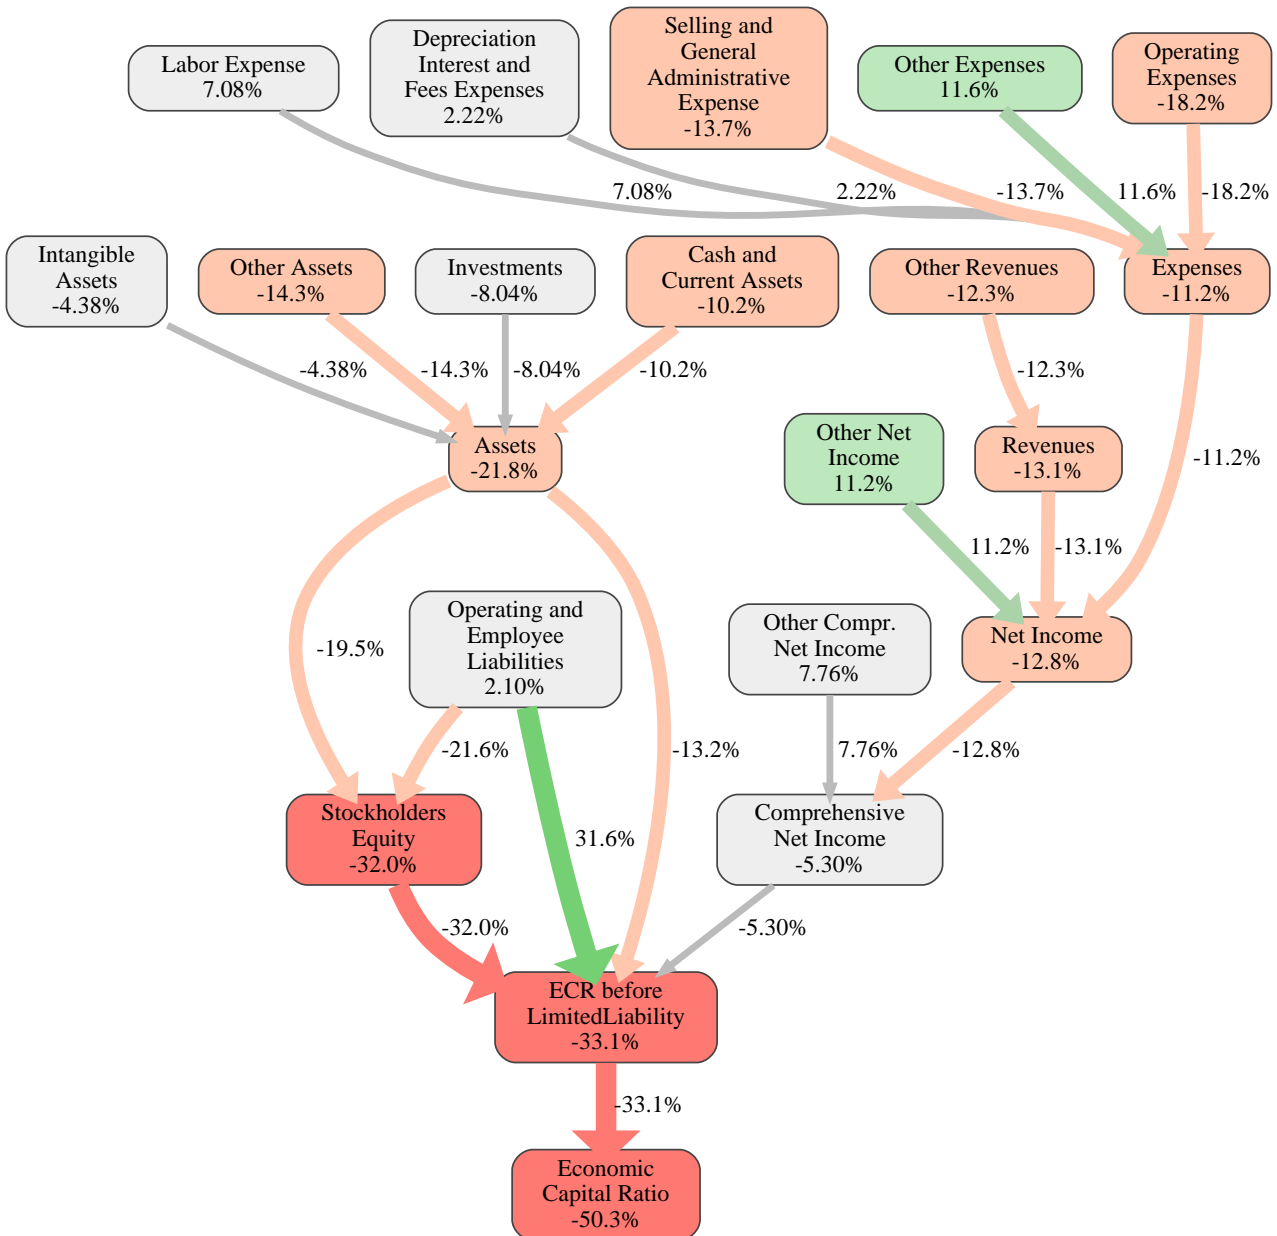 Labor Expense
7.08%
Depreciation
Interest and
Fees Expenses
2.22%
Selling and
General
Administrative
Expense
-13.7%
Other Expenses
11.6%
Operating
Expenses
-18.2%
7.08%
2.22%
-13.7%
11.6%
-18.2%
Intangible
Assets
-4.38%
Other Assets
-14.3%
Investments
-8.04%
Cash and
Current Assets
-10.2%
Other Revenues
-12.3%
Expenses
-11.2%
-4.38%
-14.3%
-8.04%
-10.2%
-12.3%
-11.2%
Assets
-21.8%
Other Net
Income
11.2%
Revenues
-13.1%
11.2%
-13.1%
Operating and
Employee
Liabilities
2.10%
Other Compr.
Net Income
7.76%
Net Income
-12.8%
-19.5%
-21.6%
-13.2%
7.76%
-12.8%
Stockholders
Equity
-32.0%
31.6%
Comprehensive
Net Income
-5.30%
-32.0%
-5.30%
ECR before
LimitedLiability
-33.1%
-33.1%
Economic
Capital Ratio
-50.3%